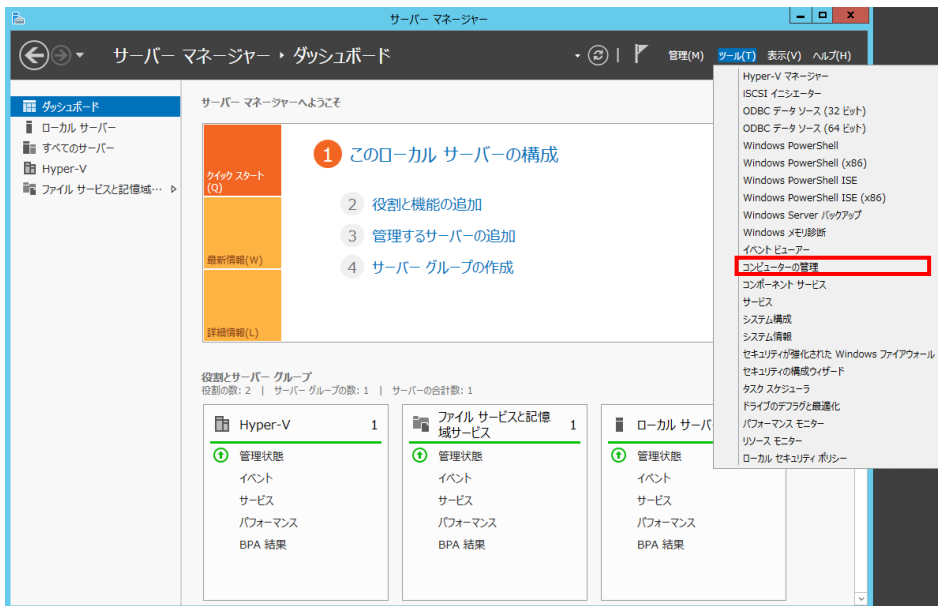 サーバー マネージャー
サーバー マネージャー ・ ダッシュボード
管理(M) ツール(T) 表示(V) ヘルプ(H)
ダッシュボード
ローカル サーバー
すべてのサーバー
Hyper-V
ファイル サービスと記憶域…
サーバー マネージャーへようこそ
クイック スタート
(Q)
最新情報(W)
詳細情報(L)
1 このローカル サーバーの構成
2 役割と機能の追加
3 管理するサーバーの追加
4 サーバー グループの作成
役割とサーバー グループ
役割の数: 2 | サーバー グループの数: 1 | サーバーの合計数: 1
Hyper-V 1
管理状態
イベント
サービス
パフォーマンス
BPA 結果
ファイル サービスと記憶
域サービス 1
管理状態
イベント
サービス
パフォーマンス
BPA 結果
ローカル サーバ
管理状態
イベント
サービス
パフォーマンス
BPA 結果
Hyper-V マネージャー
iSCSI イニシエーター
ODBC データ ソース (32 ビット)
ODBC データ ソース (64 ビット)
Windows PowerShell
Windows PowerShell (x86)
Windows PowerShell ISE
Windows PowerShell ISE (x86)
Windows Server バックアップ
Windows メモリ診断
イベント ビューアー
コンピューターの管理
コンポーネント サービス
サービス
システム構成
システム情報
セキュリティが強化された Windows ファイアウォール
セキュリティの構成ウィザード
タスク スケジューラ
ドライブのデフラグと最適化
パフォーマンス モニター
リソース モニター
ローカル セキュリティ ポリシー